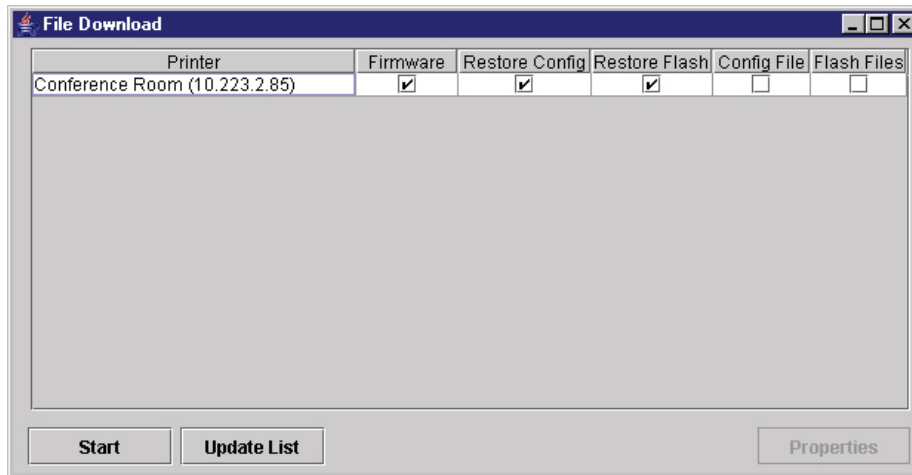 File Download
Printer Firmware Restore Config Restore Flash Config File Flash Files
Conference Room (10.223.2.85)
Start Update List Properties